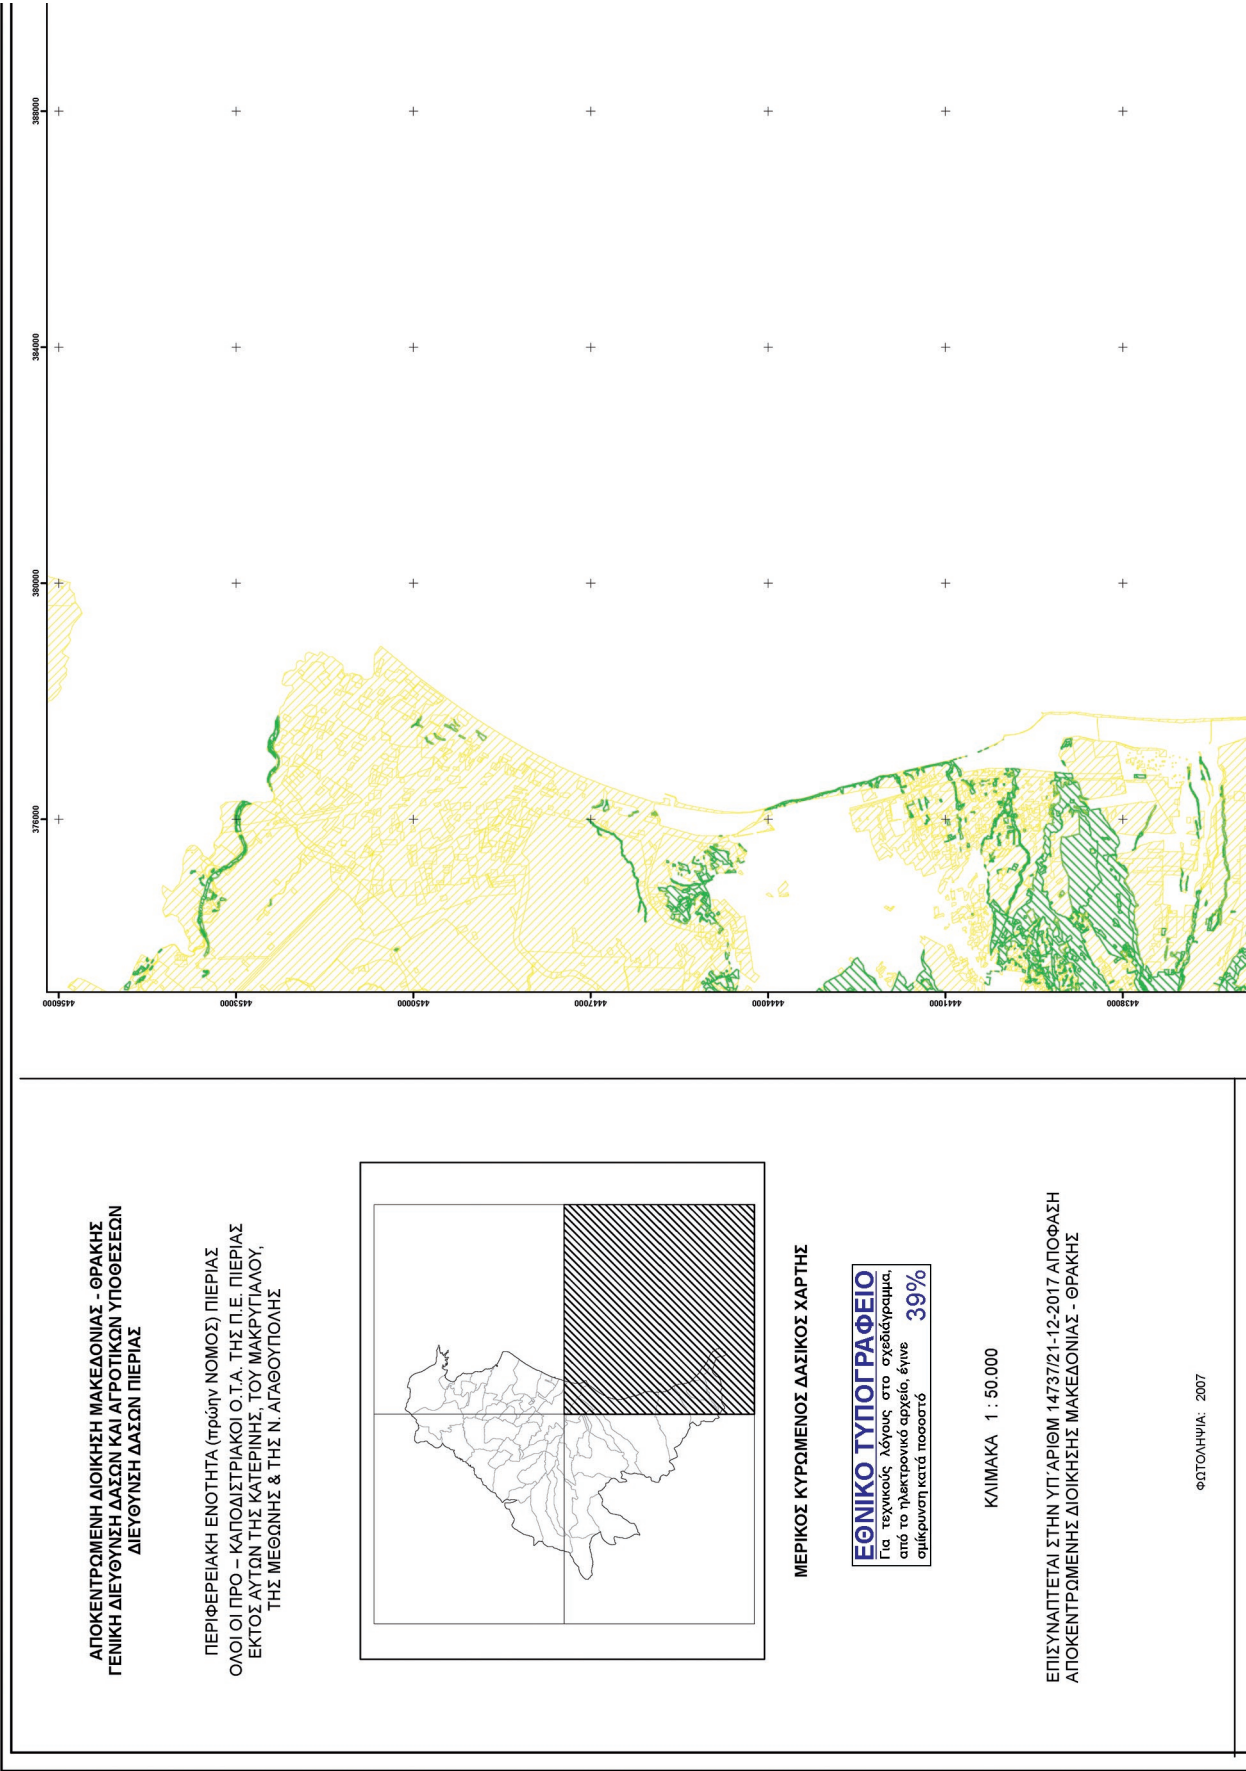 ΑΠΟΚΕΝΤΡΩΜΕΝΗ ΔΙΟΙΚΗΣΗ ΜΑΚΕΔΟΝΙΑΣ - ΘΡΑΚΗΣ
ΓΕΝΙΚΗ ΔΙΕΥΘΥΝΣΗ ΔΑΣΩΝ ΚΑΙ ΑΓΡΟΤΙΚΩΝ ΥΠΟΘΕΣΕΩΝ
ΔΙΕΥΘΥΝΣΗ ΔΑΣΩΝ ΠΙΕΡΙΑΣ
ΠΕΡΙΦΕΡΕΙΑΚΗ ΕΝΟΤΗΤΑ (πρώην ΝΟΜΟΣ) ΠΙΕΡΙΑΣ
ΟΛΟΙ ΟΙ ΠΡΟ – ΚΑΠΟΔΙΣΤΡΙΑΚΟΙ Ο.Τ.Α. ΤΗΣ Π.Ε. ΠΙΕΡΙΑΣ
ΕΚΤΟΣ ΑΥΤΩΝ ΤΗΣ ΚΑΤΕΡΙΝΗΣ, ΤΟΥ ΜΑΚΡΥΓΙΑΛΟΥ,
ΤΗΣ ΜΕΘΩΝΗΣ & ΤΗΣ Ν. ΑΓΑΘΟΥΠΟΛΗΣ
ΜΕΡΙΚΟΣ ΚΥΡΩΜΕΝΟΣ ΔΑΣΙΚΟΣ ΧΑΡΤΗΣ
ΕΘΝΙΚΟ ΤΥΠΟΓΡΑΦΕΙΟ
Για τεχνικούς λόγους στο σχεδιάγραμμα,
από το ηλεκτρονικό αρχείο, έγινε
σμίκρυνση κατά ποσοστό 39%
ΚΛΙΜΑΚΑ 1 : 50.000
ΕΠΙΣΥΝΑΠΤΕΤΑΙ ΣΤΗΝ ΥΠ΄ΑΡΙΘΜ 14737/21-12-2017 ΑΠΟΦΑΣΗ
ΑΠΟΚΕΝΤΡΩΜΕΝΗΣ ΔΙΟΙΚΗΣΗΣ ΜΑΚΕΔΟΝΙΑΣ - ΘΡΑΚΗΣ
ΦΩΤΟΛΗΨΙΑ: 2007
376000
380000
384000
388000
4456000
4453000
4450000
4447000
4444000
4441000
4438000